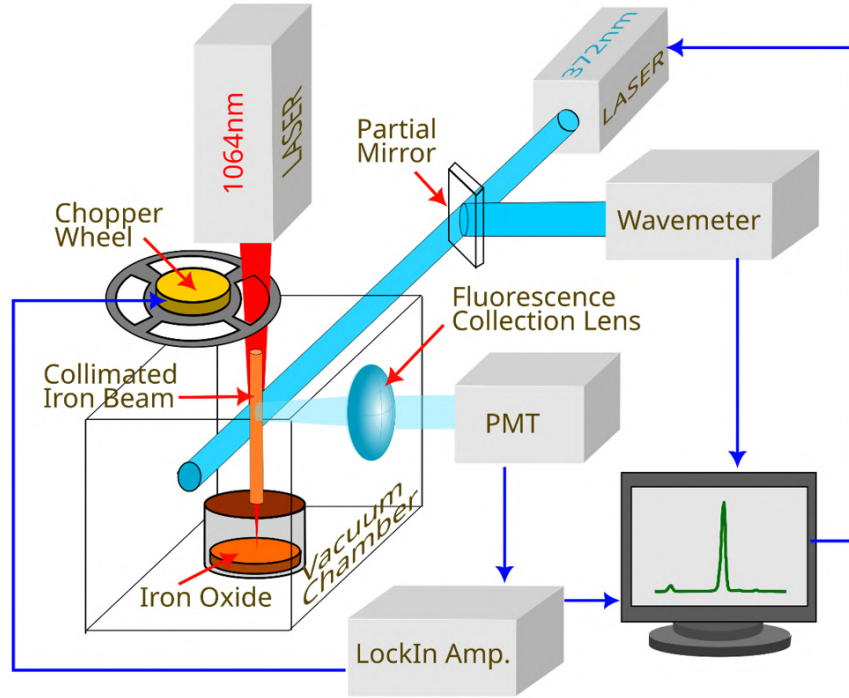 372nm
LASER
1064nm
LASER
Partial
Mirror
Wavemeter
Chopper
Wheel
Fluorescence
Collection Lens
Collimated
Iron Beam
PMT
Vacuum
Chamber
Iron Oxide
LockIn Amp.